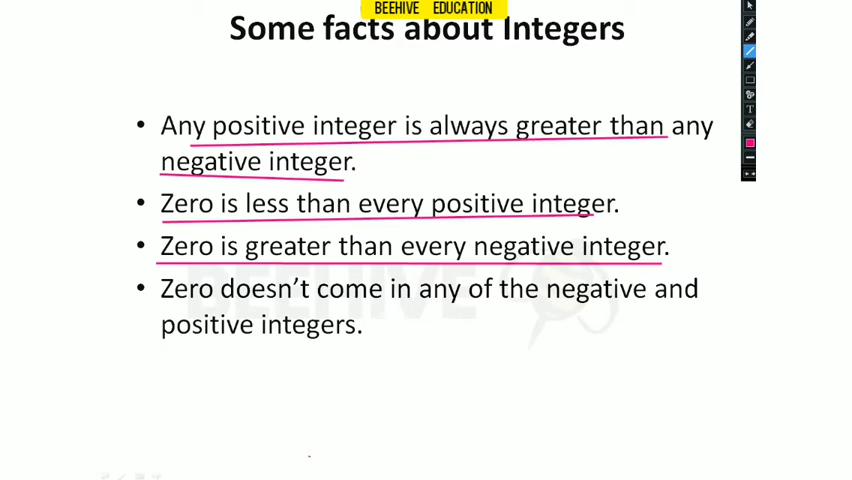 BEEHIVE EDUCATION
Some facts about Integers
• Any positive integer is always greater than any
negative integer.
• Zero is less than every positive integer.
• Zero is greater than every negative integer.
• Zero doesn’t come in any of the negative and
positive integers.
BEEHIVE